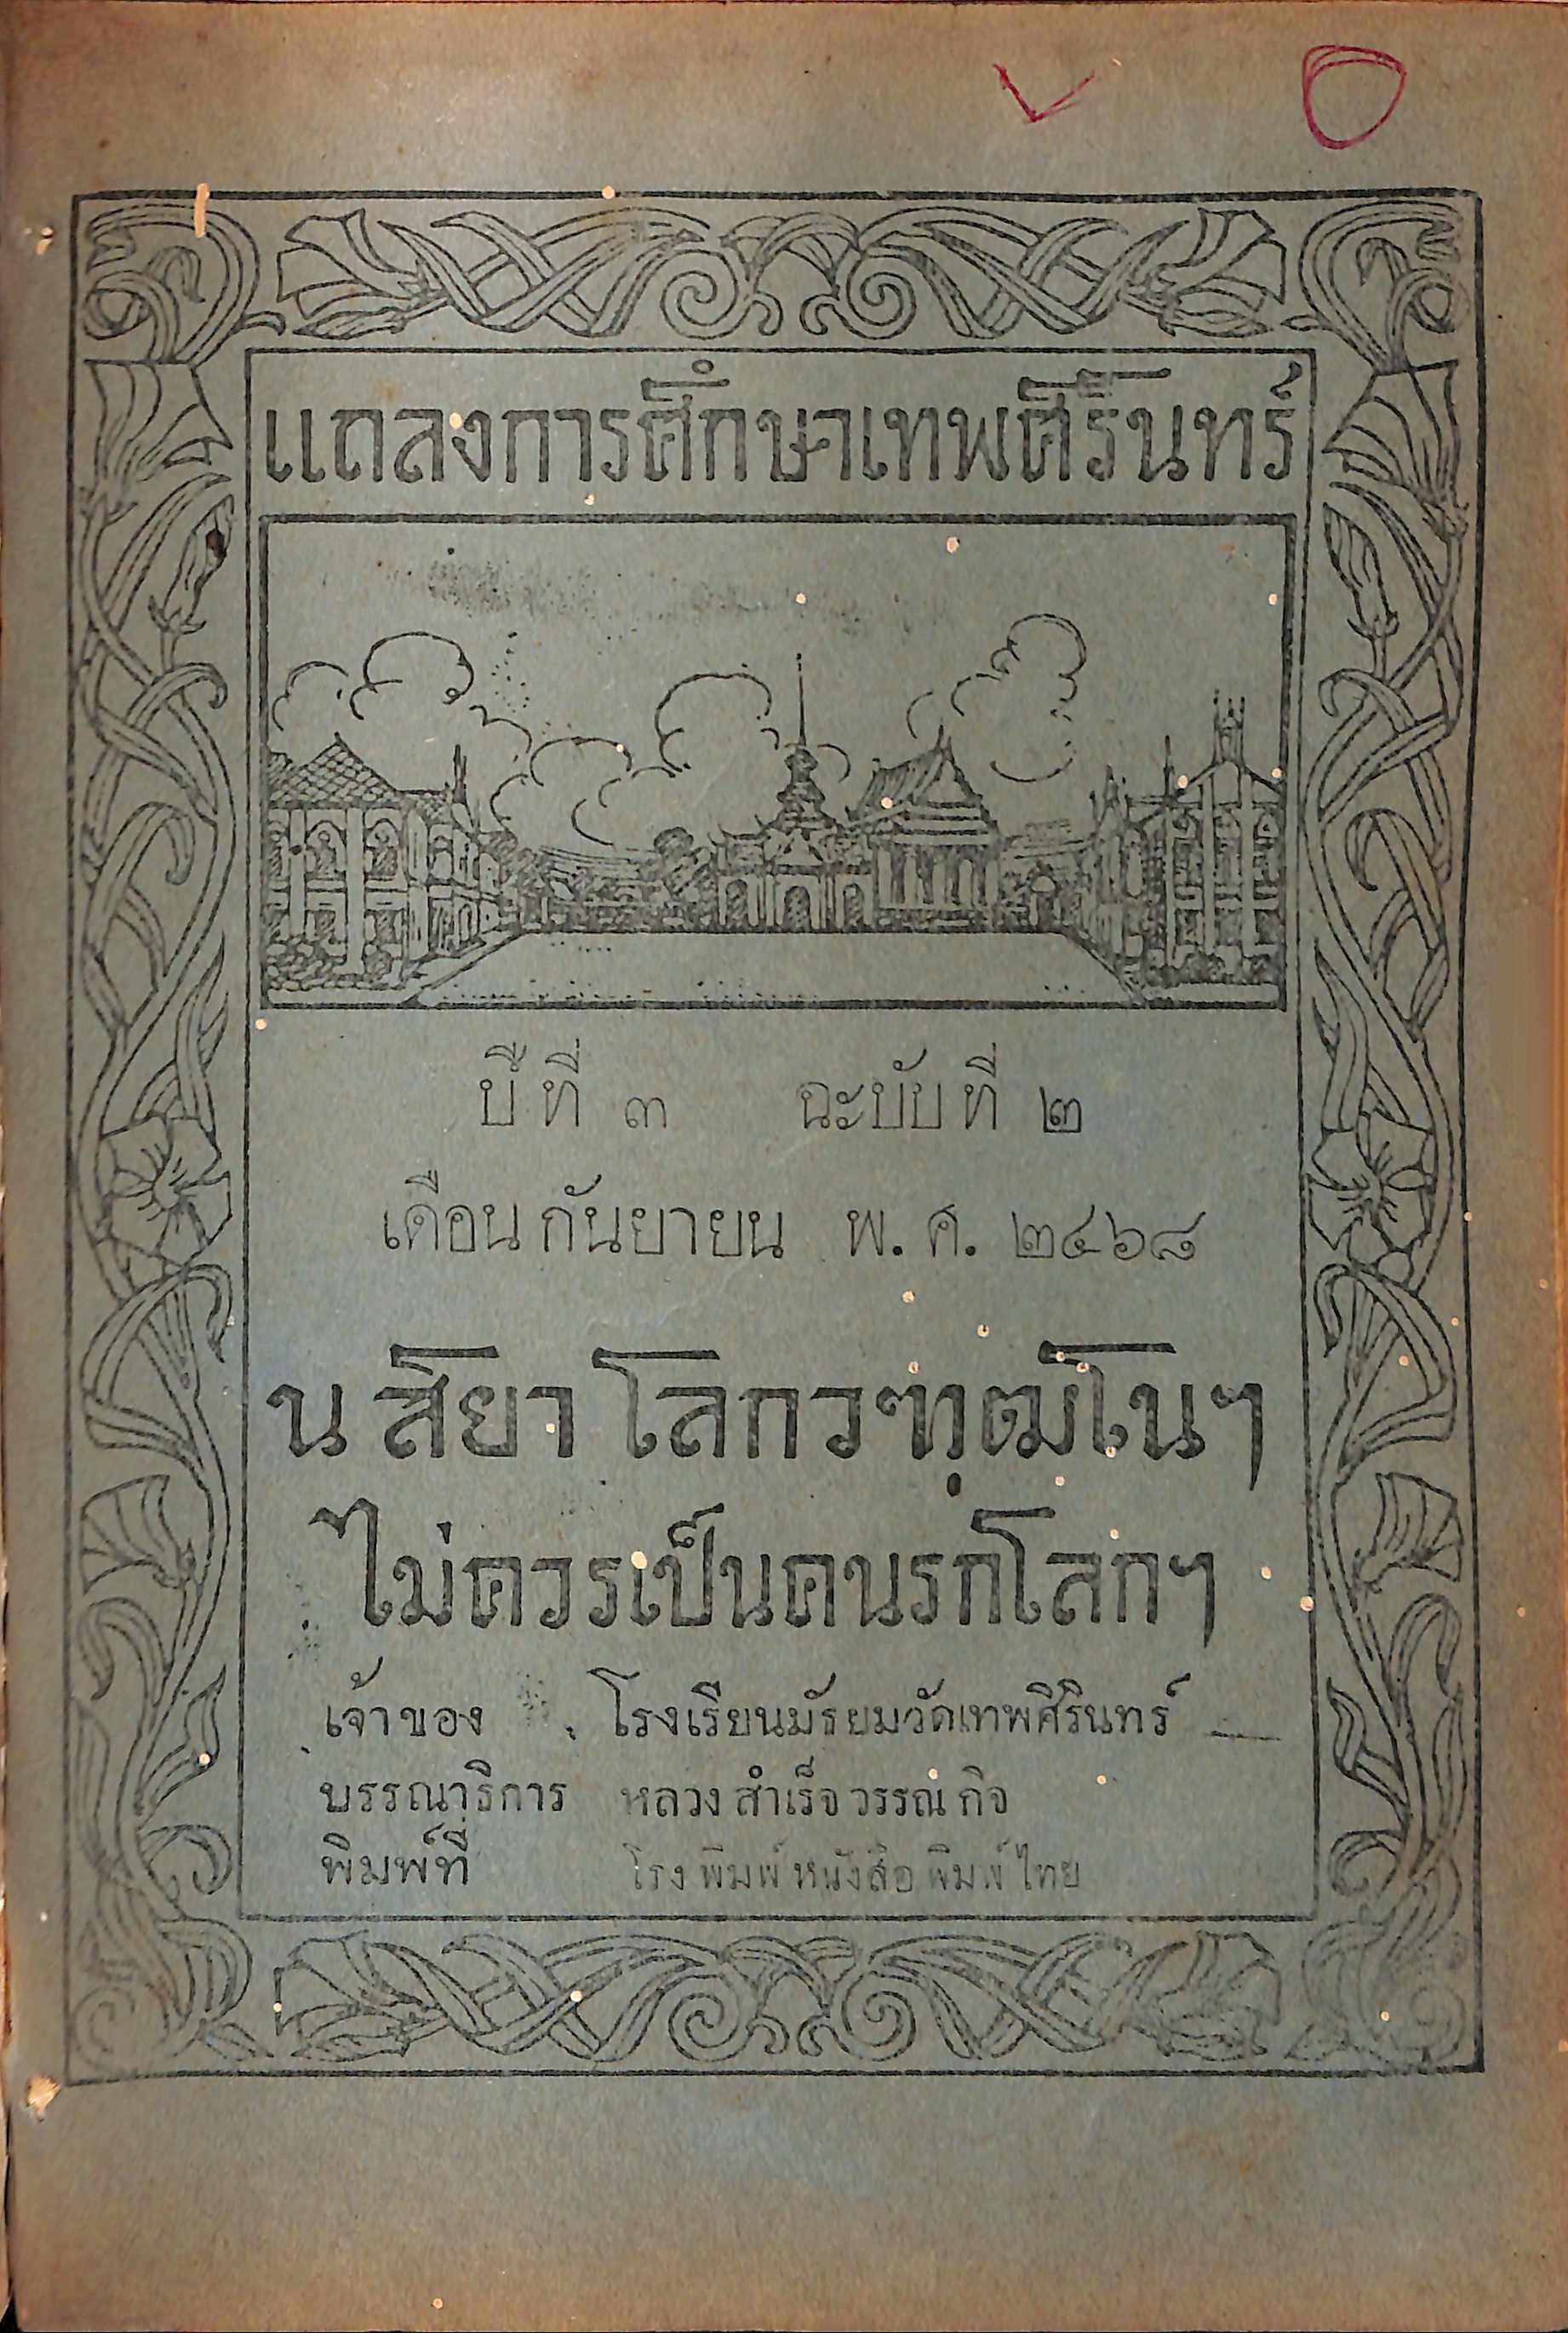 แถลงการศึกษาเทพศิรินทร์
ปีที่ ๓ ฉะบับที่ ๒
เดือนกันยายน พ.ศ. ๒๔๖๘
น สิยา โลกวฑฺฒโนฯ
ไม่ควรเป็นคนรกโลกฯ
เจ้าของ โรงเรียนมัธยมวัดเทพศิรินทร์
บรรณาธิการ หลวงสำเร็จวรรณกิจ
พิมพ์ที่ โรงพิมพ์หนังสือพิมพ์ไทย